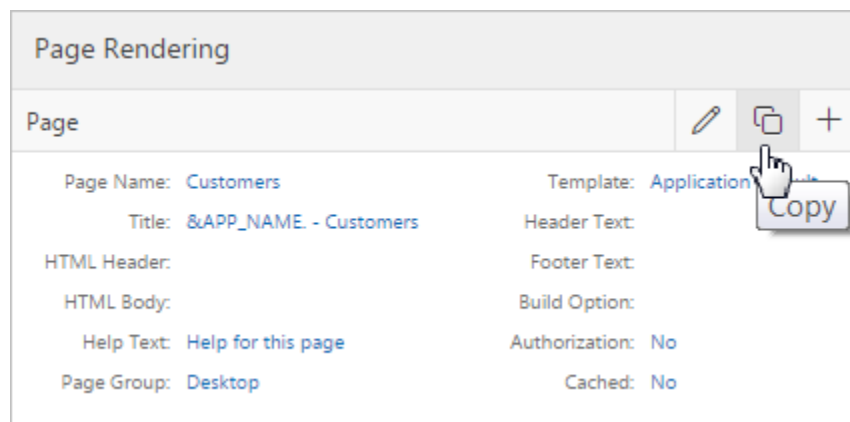 Page Rendering
Page
Page Name: Customers Template: Application
Copy
Title: &APP_NAME. - Customers Header Text:
HTML Header: Footer Text:
HTML Body: Build Option:
Help Text: Help for this page Authorization: No
Page Group: Desktop Cached: No